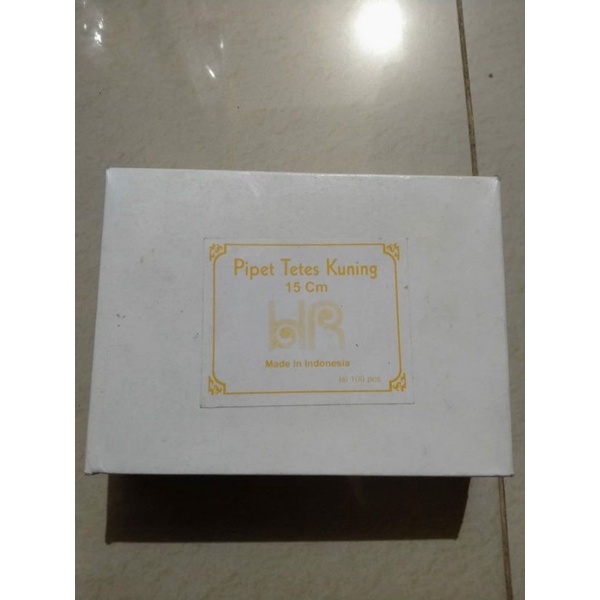 Pipet Tetes Kuning
15 Cm
Made In Indonesia